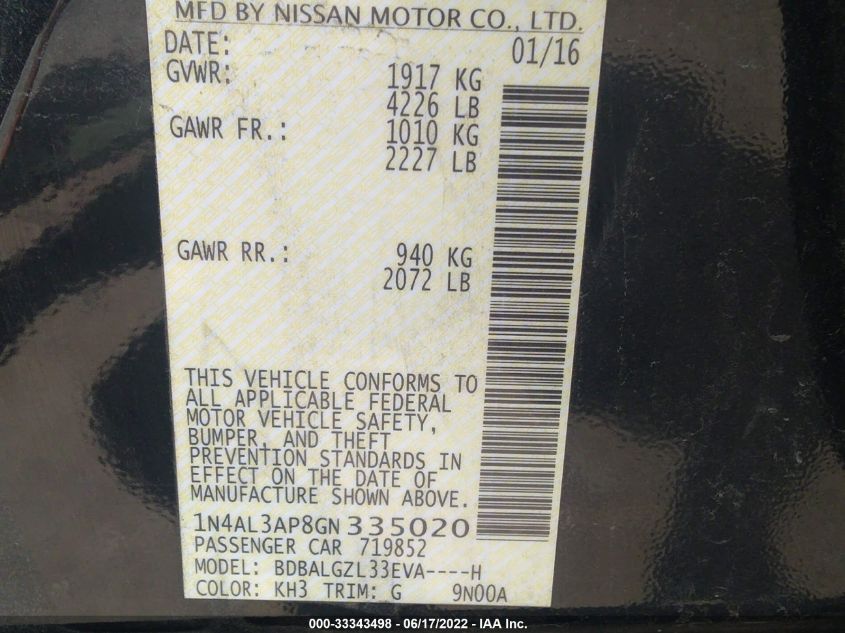 MFD BY NISSAN MOTOR CO., LTD.
DATE: 01/16
GVWR: 1917 KG
4226 LB
GAWR FR.: 1010 KG
2227 LB
GAWR RR.: 940 KG
2072 LB
THIS VEHICLE CONFORMS TO
ALL APPLICABLE FEDERAL
MOTOR VEHICLE SAFETY,
BUMPER, AND THEFT
PREVENTION STANDARDS IN
EFFECT ON THE DATE OF
MANUFACTURE SHOWN ABOVE.
1N4AL3AP8GN335020
PASSENGER CAR 719852
MODEL: BDBALGZL33EVA----H
COLOR: KH3 TRIM: G 9N00A
000-33343498 - 06/17/2022 - IAA Inc.